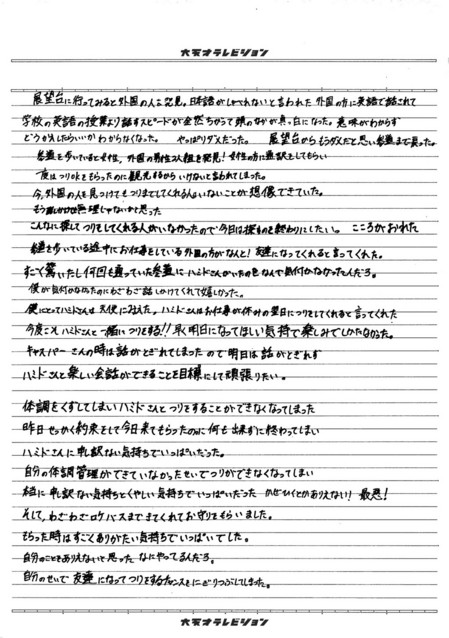 大天才テレビジョン
展望台に行ってみると外国の人を発見。日本語がしゃべれないと言われた 外国の方に英語で話されて
学校の英語の授業より話すスピードが全然ちがって頭のなかが真っ白になった。意味がわからず
どう対応したらいいかわからなくなった。 やっぱりダメだった。 展望台からもうダメだと思い参道まで戻った。
参道を歩いていると女性、外国の男性2人組を発見!女性の方に通訳をしてもらい
一度はつりOKをもらったのに観光するからいけないと言われてしまった。
今、外国の人を見つけてもつりまでしてくれる人はいないことが想像できていた。
もう話しかけは無理じゃないかと思った
こんなに探してつりをしてくれる人がいなかったので今日は捜すのを終わりにしたい。 こころがおれた
参道を歩いている途中にお仕事をしている外国の方がなんと!友達になってくれると言ってくれた。
すごく驚いたし何回も通っていた参道にハミドさんがいたの色なんで気付かなかったんだろ。
僕が気付かなかったのにわざわざ話しかけてくれて嬉しかった。
僕にとってハミドさんは天使にみえた。ハミドさんはお仕事が休みの翌日につりをしてくれると言ってくれた
今度こそハミドさんと一緒につりをする!!早く明日になってほしい気持で楽しみでしかたなかった。
キャスパーさんの時は話がとぎれてしまったので明日は話がとぎれず
ハミドさんと楽しい会話ができることを目標にして頑張りたい。
体調をくずしてしまいハミドさんとつりをすることができなくなってしまった
昨日せっかく約束をして今日来てもらったのに何も出来ずに終わってしまい
ハミドさんに申し訳ない気持ちでいっぱいだった。
自分の体調管理ができていなかったせいでつりができなくなってしまい
本当に申し訳ない気持ちとくやしい気持ちでいっぱいだった かぜひくとかありえない!最悪!
そして、わざわざロケバスまできてくれてお守りをもらいました。
もらった時はすごくありがたい気持ちでいっぱいでした。
自分のことをありえないと思った なにやってるんだろ。
自分のせいで友達になってつりをするチャンスをにぎりつぶしてしまった。
大天才テレビジョン